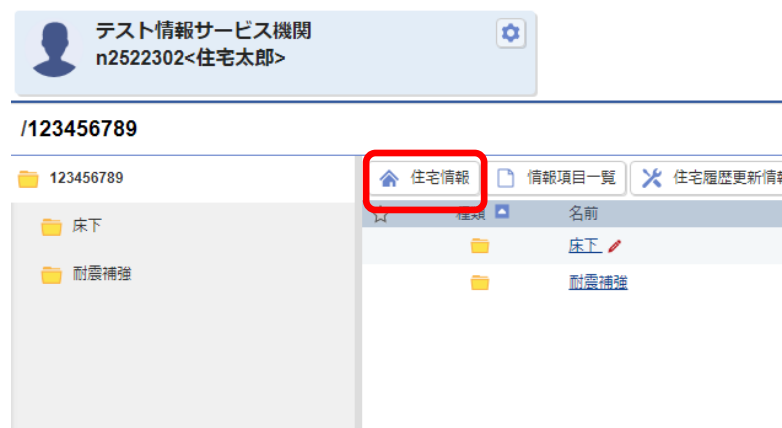 テスト情報サービス機関
n2522302<住宅太郎>
/123456789
123456789
床下
耐震補強
住宅情報
情報項目一覧
住宅履歴更新情
種類
名前
床下
耐震補強